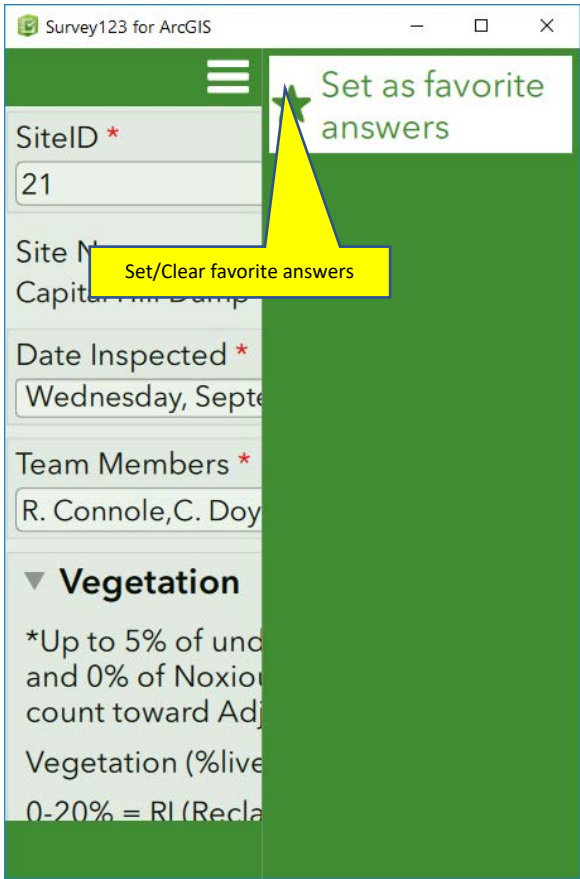 Survey123 for ArcGIS
Set as favorite
answers
SiteID *
21
Site N
Set/Clear favorite answers
Date Inspected *
Wednesday, Septe
Team Members *
R. Connole,C. Doy
Vegetation
*Up to 5% of und
and 0% of Noxiou
count toward Adj
Vegetation (%live
0-20% = RI (Recla